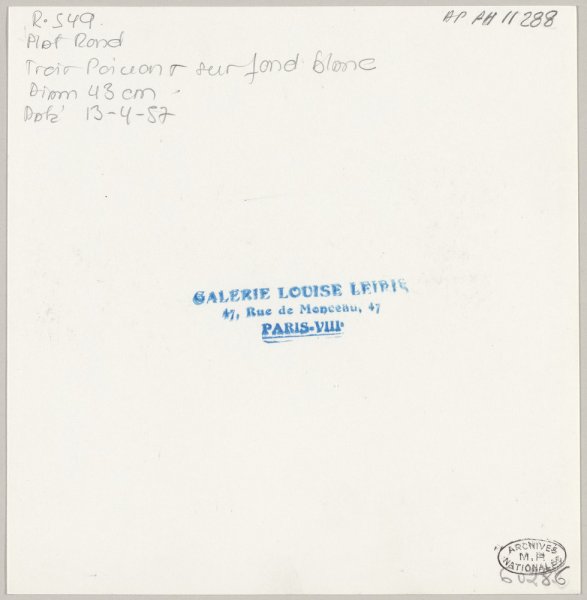 R.549.
AP PH 11288
Plat Rond
Trois Poissons sur fond blanc
Diam 43 cm.
Daté 13-4-57
GALERIE LOUISE LEIRIS
47, Rue de Monceau, 47
PARIS-VIIIe
ARCHIVES
M.P.
NATIONALES
60286